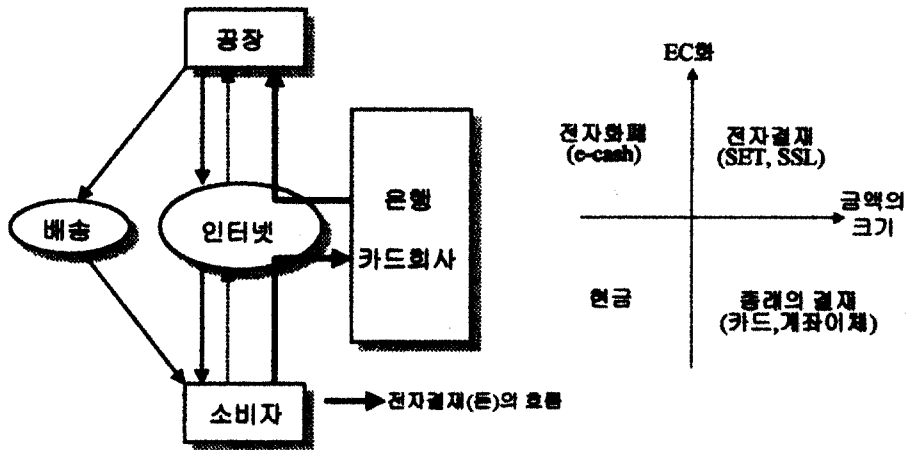 공장
배송
인터넷
은행
카드회사
소비자
전자결재(돈)의 흐름
EC화
전자화폐
(e-cash)
전자결재
(SET, SSL)
금액의
크기
현금
종래의 결재
(카드,계좌이체)